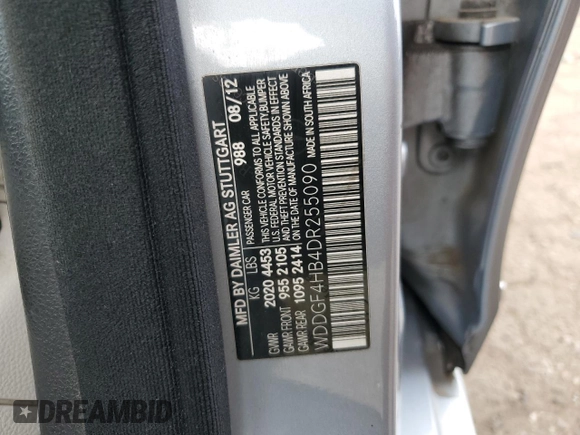 MFD BY DAIMLER AG STUTTGART
PASSENGER CAR 988 08/12
KG LBS
GVWR 2020 4453
GAWR FRONT 955 2105
GAWR REAR 1095 2414
THIS VEHICLE CONFORMS TO ALL APPLICABLE
U.S. FEDERAL MOTOR VEHICLE SAFETY,BUMPER
AND THEFT PREVENTION STANDARDS IN EFFECT
ON THE DATE OF MANUFACTURE SHOWN ABOVE
WDDGF4HB4DR255090 MADE IN SOUTH AFRICA
DREAMBID